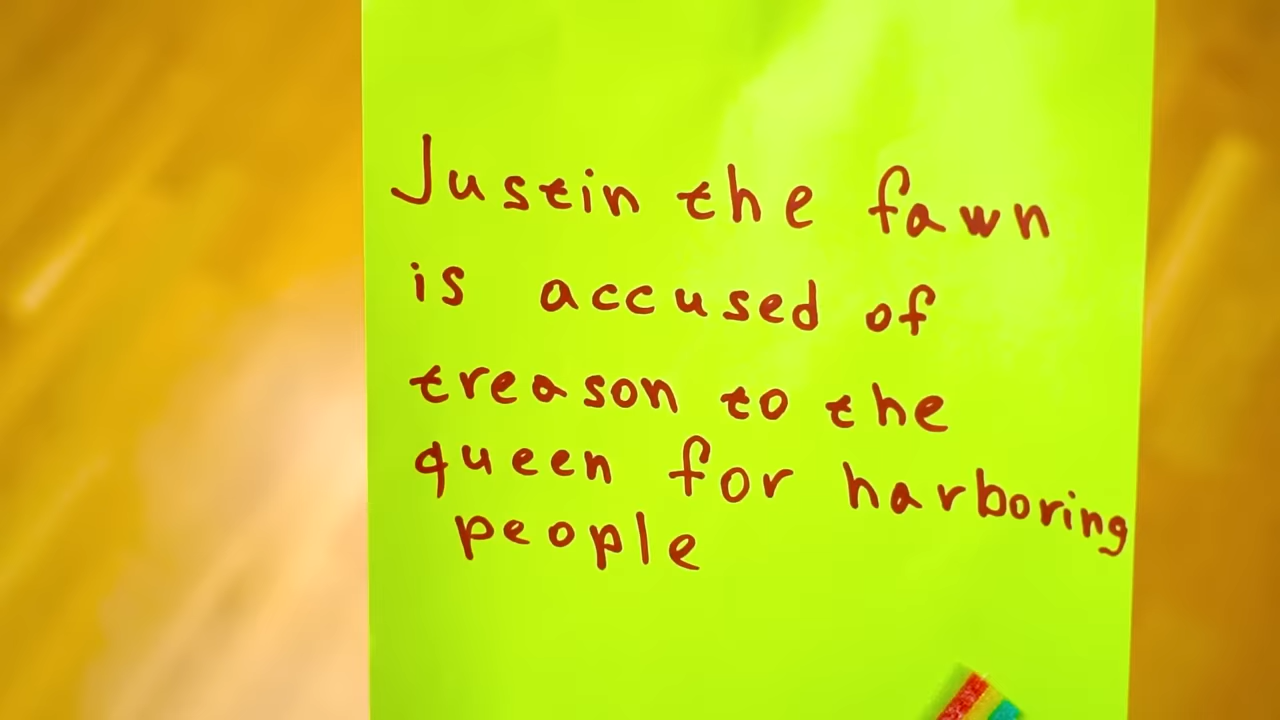 Justin the fawn
is accused of
treason to the
queen for harboring
people